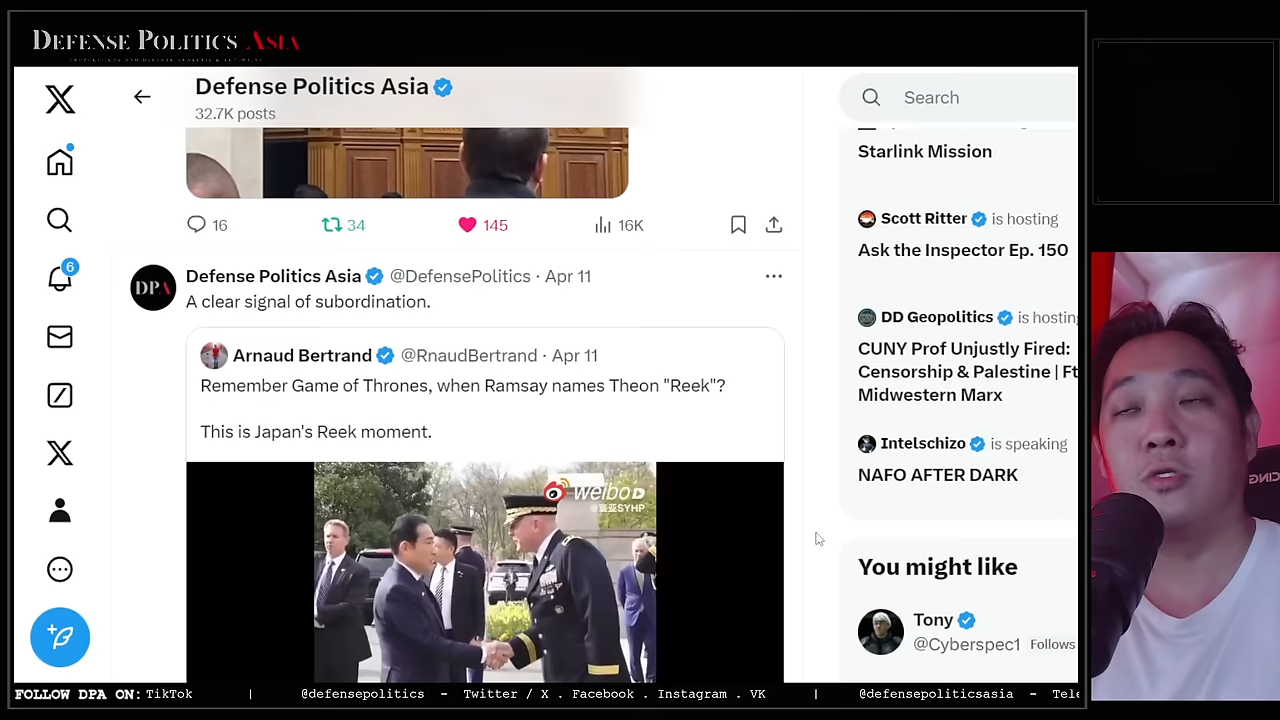 DEFENSE POLITICS ASIA
Defense Politics Asia
32.7K posts
16
34
145
16K
DPA
Defense Politics Asia @DefensePolitics · Apr 11
A clear signal of subordination.
Arnaud Bertrand @RnaudBertrand · Apr 11
Remember Game of Thrones, when Ramsay names Theon "Reek"?
This is Japan's Reek moment.
weibo
6
Search
Starlink Mission
Scott Ritter is hosting
Ask the Inspector Ep. 150
DD Geopolitics is hostin
CUNY Prof Unjustly Fired:
Censorship & Palestine | Ft
Midwestern Marx
Intelschizo is speaking
NAFO AFTER DARK
You might like
Tony
@Cyberspec1 Follows
FOLLOW DPA ON: TikTok | @defensepolitics - Twitter / X . Facebook . Instagram . VK | @defensepoliticsasia - Tele